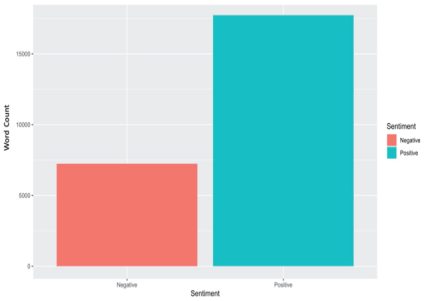 15000
10000
5000
0
Word Count
Negative
Positive
Sentiment
Sentiment
Negative
Positive